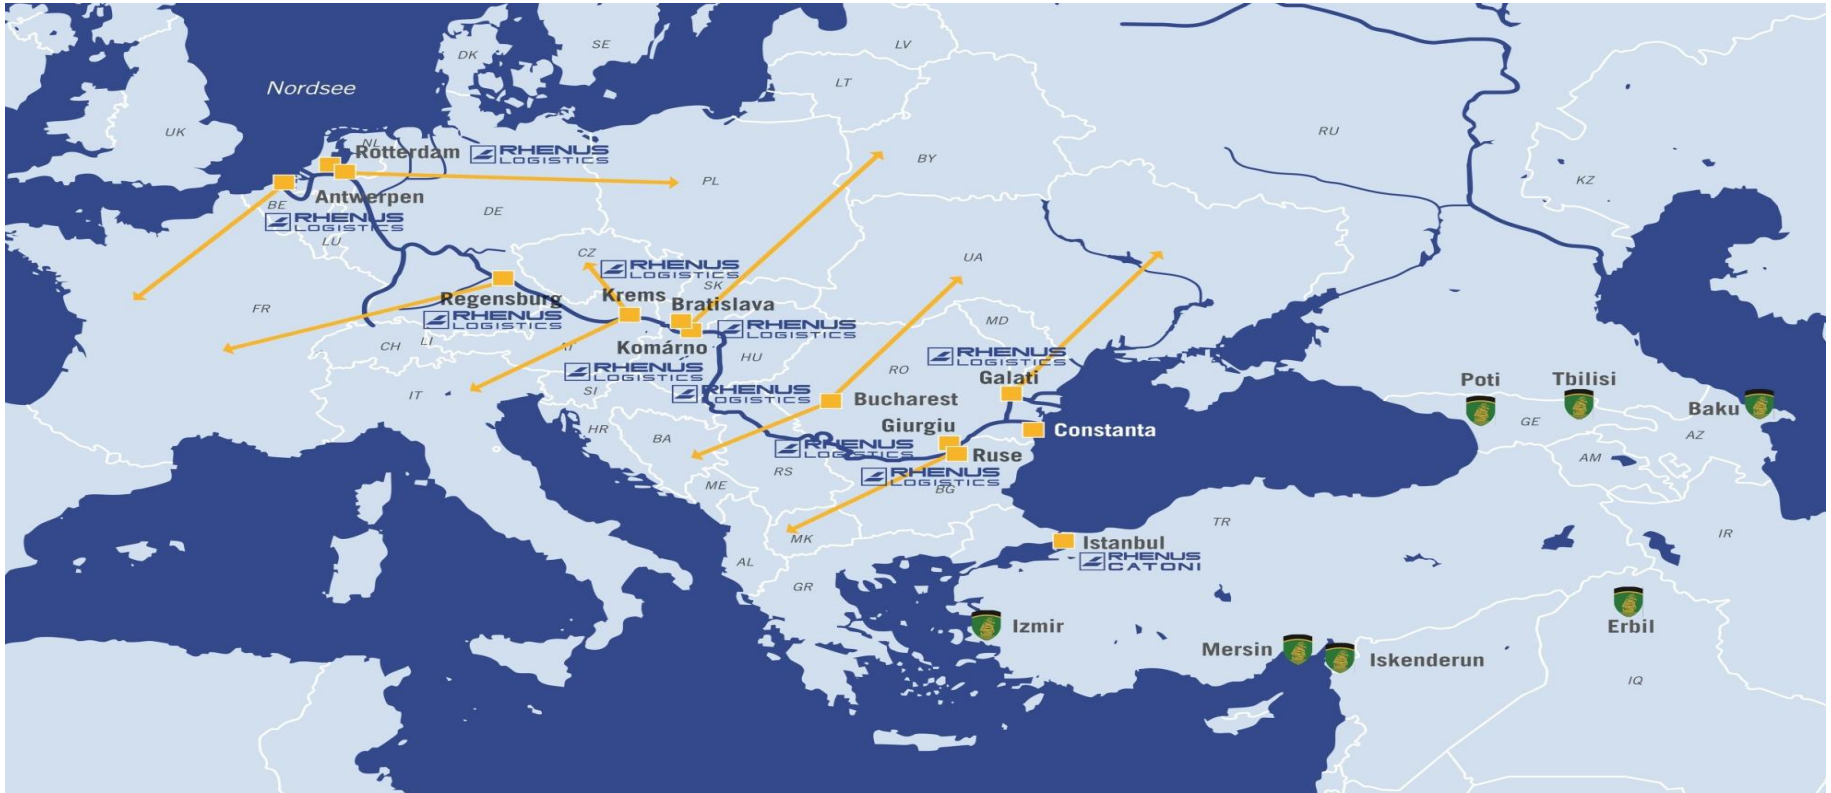 LV
SE
DK
LT
Nordsee
UK
RU
NL
Rotterdam
RHENUS
LOGISTICS
BY
PL
KZ
Antwerpen
BE
DE
RHENUS
LOGISTICS
LU
CZ
RHENUS
LOGISTICS
UA
SK
Regensburg
Krems
Bratislava
FR
RHENUS
LOGISTICS
MD
RHENUS
LOGISTICS
CH
LI
AT
Komárno
HU
RHENUS
LOGISTICS
RO
RHENUS
LOGISTICS
Galati
Poti
Tbilisi
IT
SI
RHENUS
LOGISTICS
Bucharest
Baku
HR
BA
Giurgiu
Constanta
GE
AZ
RHENUS
LOGISTICS
Ruse
AM
RS
RHENUS
LOGISTICS
ME
BG
TR
MK
Istanbul
IR
AL
RHENUS
CATONI
GR
Izmir
Erbil
Mersin
Iskenderun
IQ